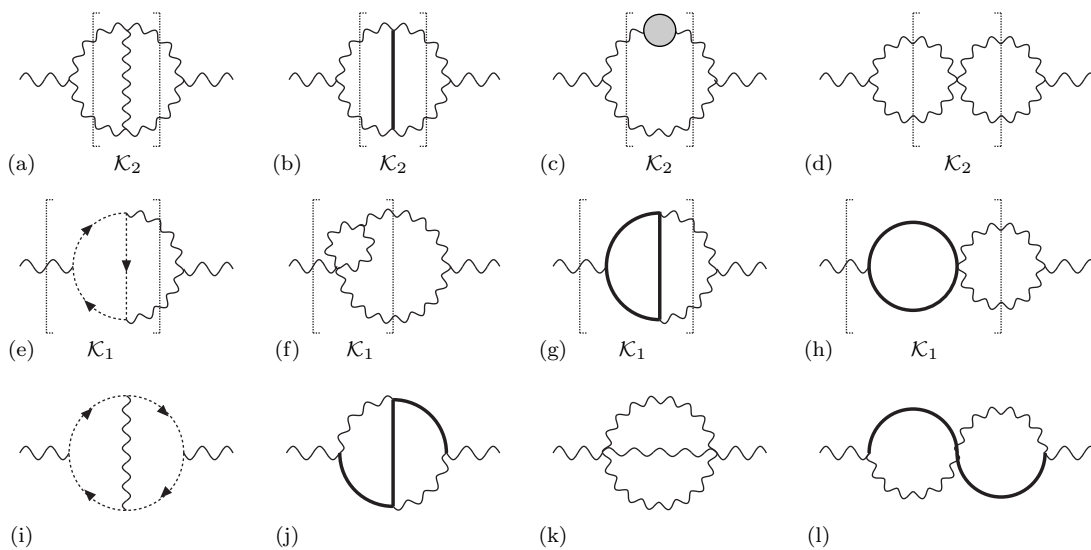 (a) 𝒦₂ (b) 𝒦₂ (c) 𝒦₂ (d) 𝒦₂
(e) 𝒦₁ (f) 𝒦₁ (g) 𝒦₁ (h) 𝒦₁
(i) (j) (k) (l)